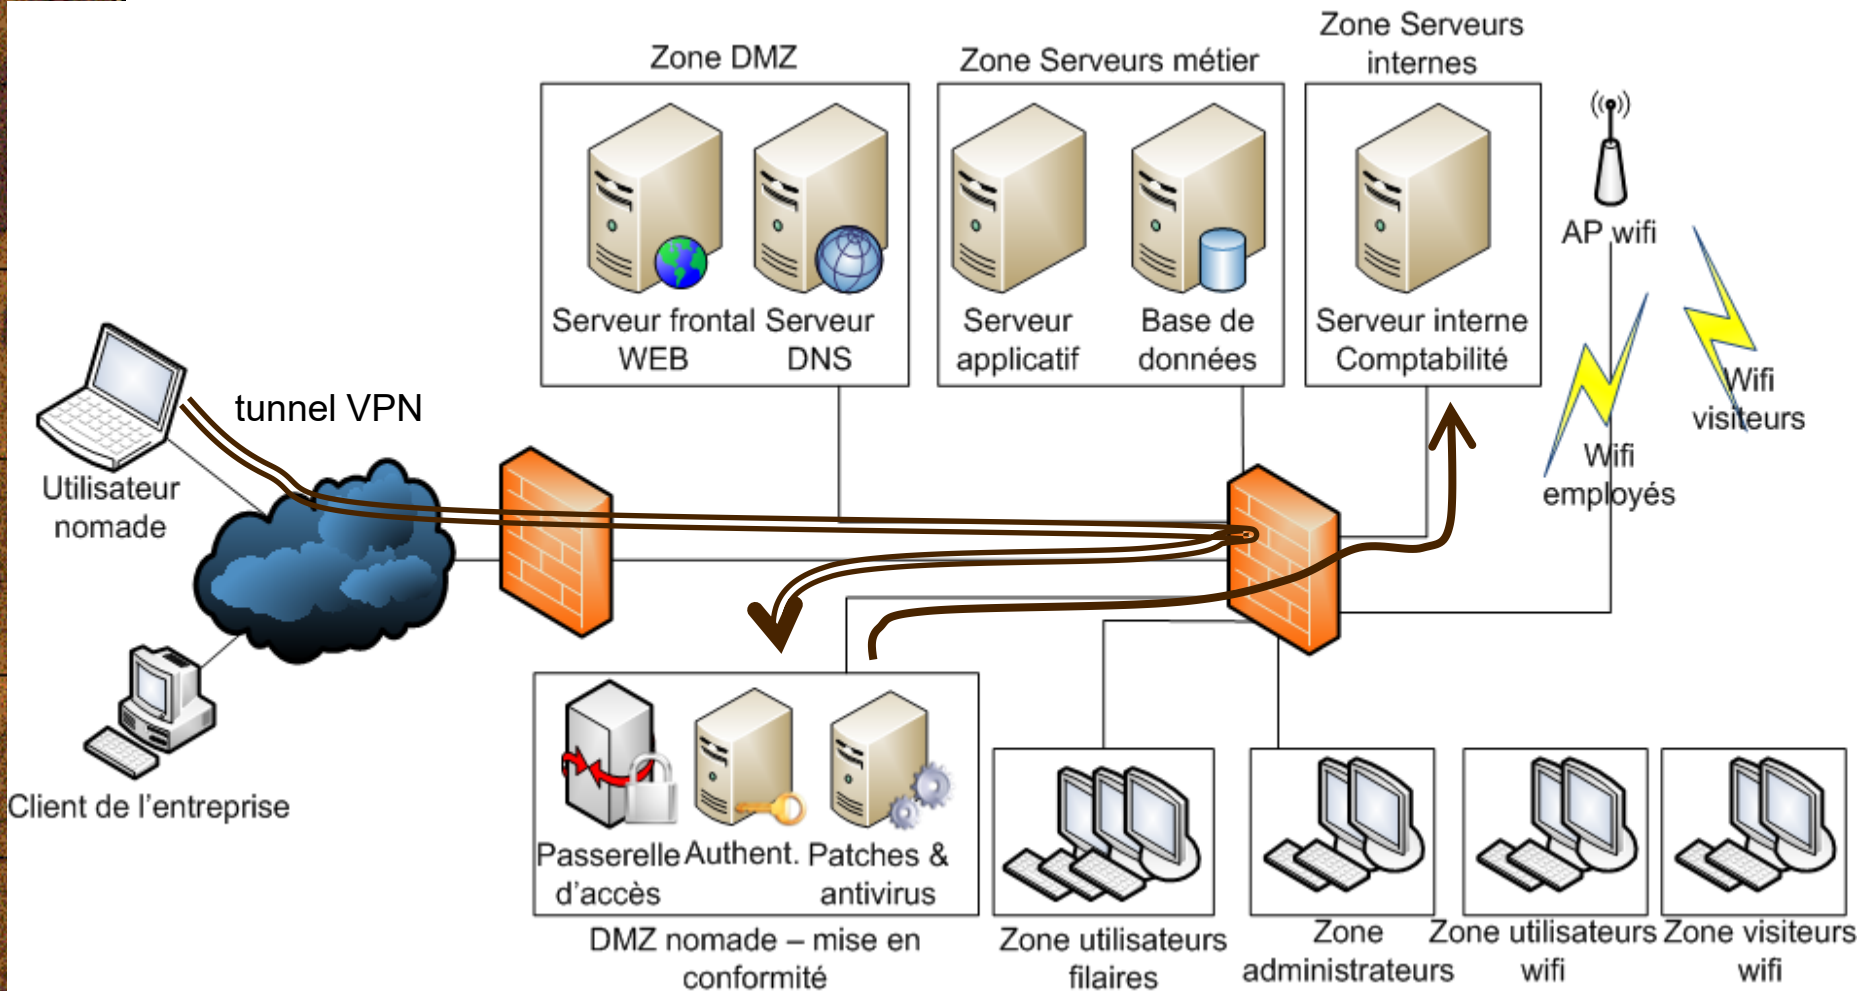 Zone Serveurs
internes
Zone DMZ
Zone Serveurs métier
Serveur frontal
WEB
Serveur
DNS
Serveur
applicatif
Base de
données
Serveur interne
Comptabilité
AP wifi
Wifi
visiteurs
Wifi
employés
tunnel VPN
Utilisateur
nomade
Client de l'entreprise
Passerelle
d'accès
Authent.
Patches &
antivirus
DMZ nomade – mise en
conformité
Zone utilisateurs
filaires
Zone
administrateurs
Zone utilisateurs
wifi
Zone visiteurs
wifi